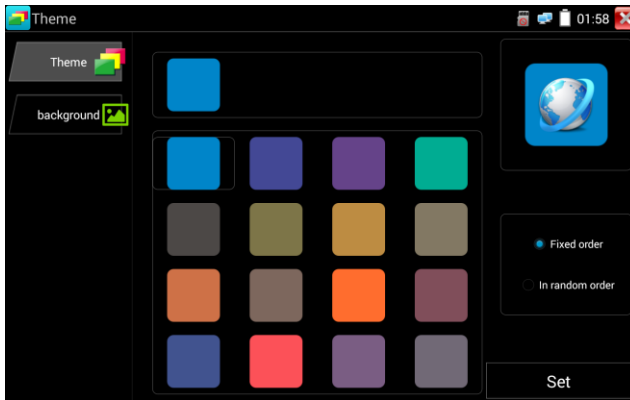 Theme
01:58
Theme
background
Fixed order
In random order
Set